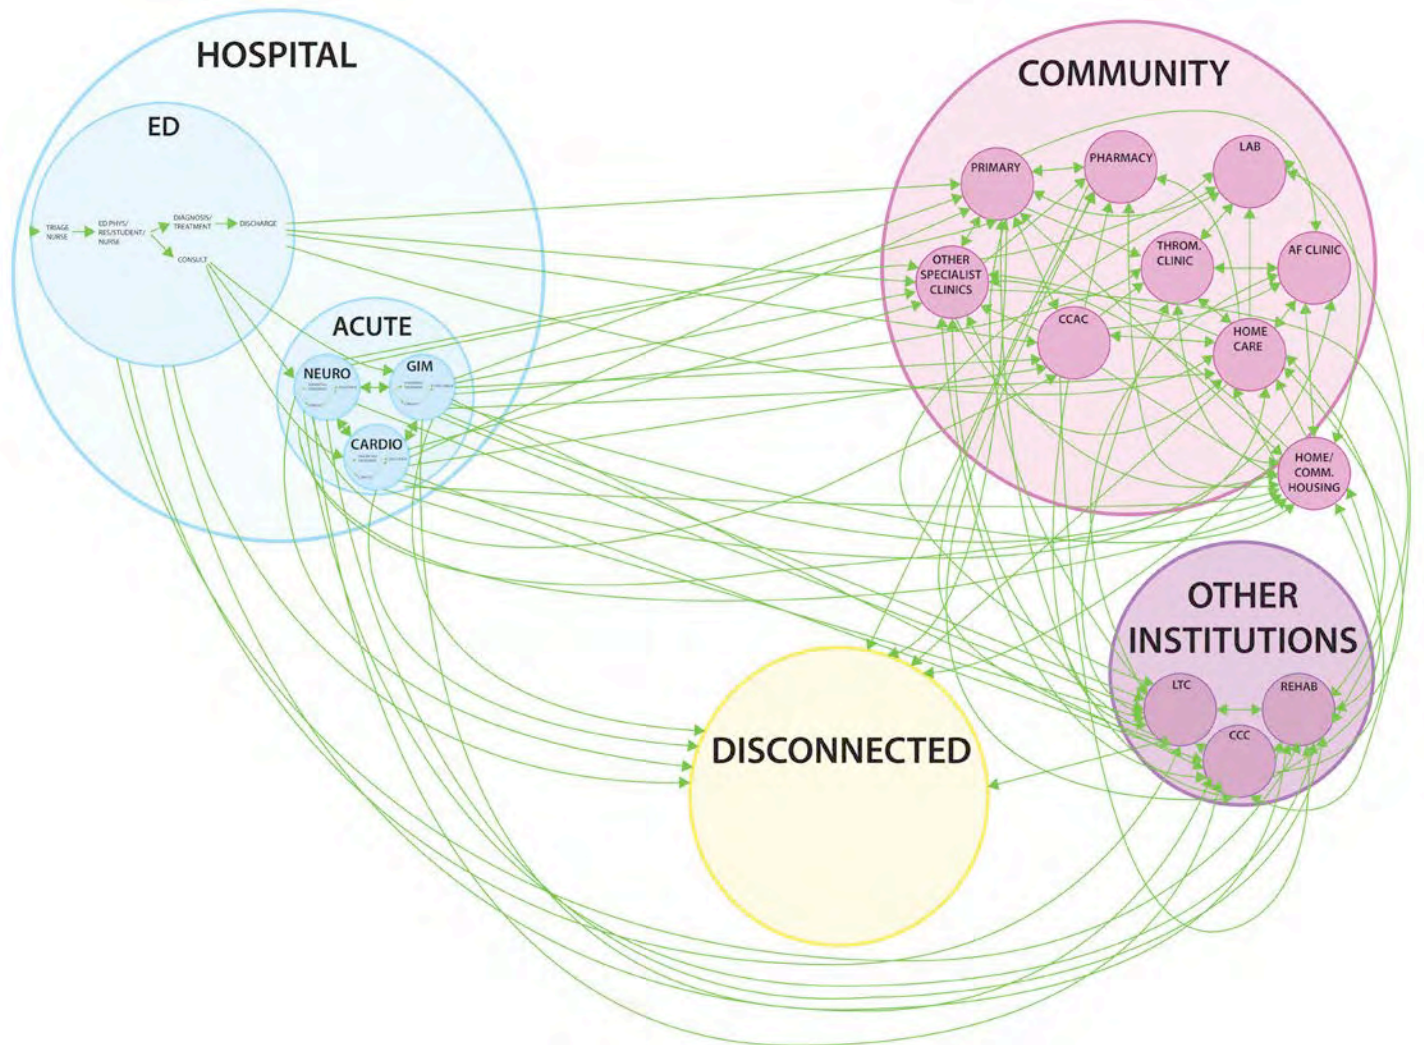 HOSPITAL
ED
TRIAGE
NURSE
ED PHYS/
RES/STUDENT/
NURSE
DIAGNOSIS/
TREATMENT
DISCHARGE
CONSULT
ACUTE
NEURO
GIM
CARDIO
COMMUNITY
PRIMARY
PHARMACY
LAB
OTHER
SPECIALIST
CLINICS
THROM.
CLINIC
AF CLINIC
CCAC
HOME
CARE
HOME/
COMM.
HOUSING
OTHER
INSTITUTIONS
LTC
REHAB
CCC
DISCONNECTED